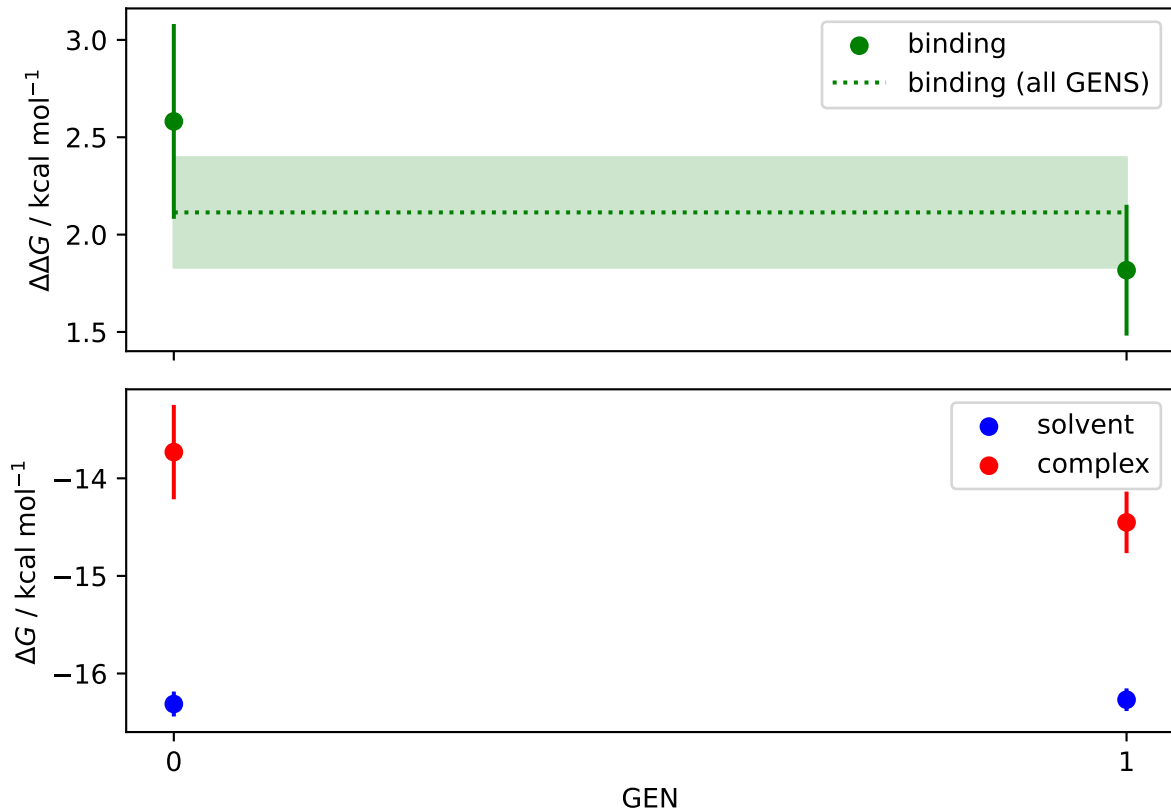 3.0
2.5
2.0
1.5
ΔΔG / kcal mol⁻¹
binding
binding (all GENS)
−14
−15
−16
ΔG / kcal mol⁻¹
solvent
complex
0
1
GEN